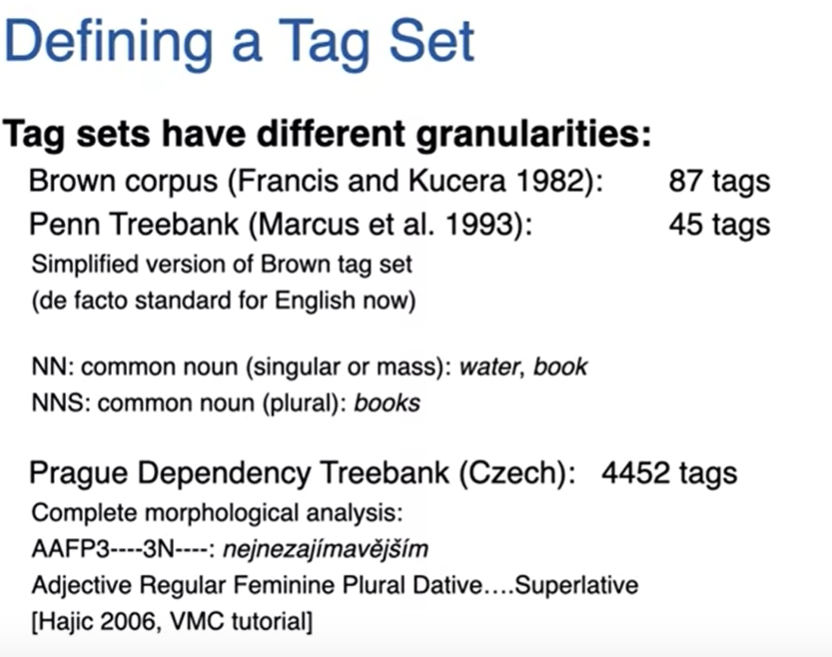 Defining a Tag Set
Tag sets have different granularities:
Brown corpus (Francis and Kucera 1982): 87 tags
Penn Treebank (Marcus et al. 1993): 45 tags
Simplified version of Brown tag set
(de facto standard for English now)
NN: common noun (singular or mass): water, book
NNS: common noun (plural): books
Prague Dependency Treebank (Czech): 4452 tags
Complete morphological analysis:
AAFP3----3N----: nejnezajímavějším
Adjective Regular Feminine Plural Dative….Superlative
[Hajic 2006, VMC tutorial]